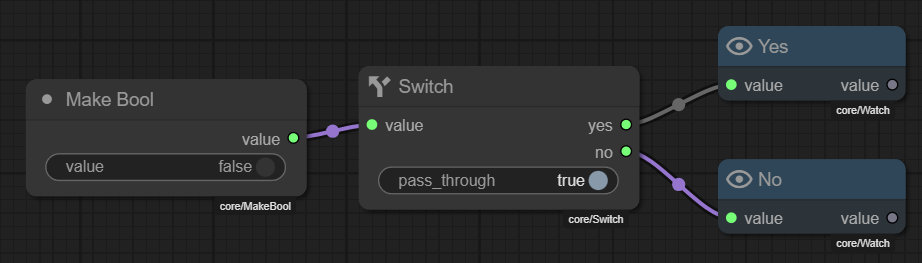 Make Bool
value
value false
core/MakeBool
Switch
value yes
no
pass_through true
core/Switch
Yes
value value
core/Watch
No
value value
core/Watch